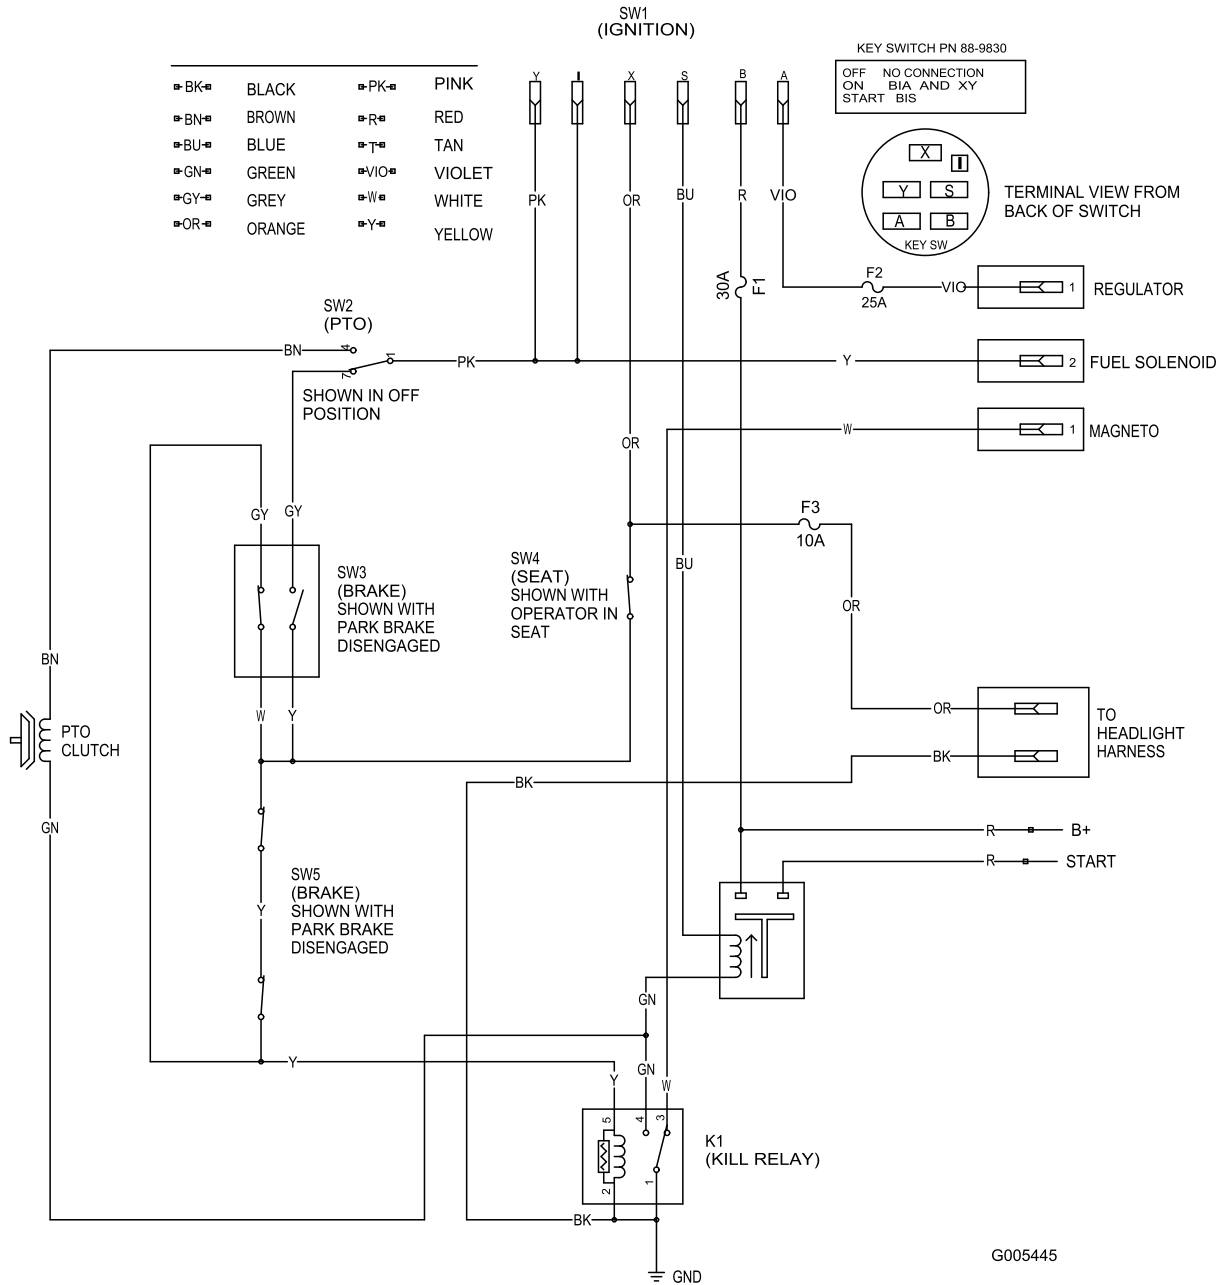 SW1
(IGNITION)
KEY SWITCH PN 88-9830
OFF NO CONNECTION
ON BIA AND XY
START BIS
BK BLACK PK PINK
BN BROWN R RED
BU BLUE T TAN
GN GREEN VIO VIOLET
GY GREY W WHITE
OR ORANGE Y YELLOW
Y I X S B A
PK OR BU R VIO
X
I
Y S
A B
KEY SW
TERMINAL VIEW FROM
BACK OF SWITCH
30A F1
F2
25A
VIO
1 REGULATOR
SW2
(PTO)
BN 4
1
7
PK
Y
2 FUEL SOLENOID
SHOWN IN OFF
POSITION
OR
W
1 MAGNETO
GY GY
F3
10A
SW3
(BRAKE)
SHOWN WITH
PARK BRAKE
DISENGAGED
SW4
(SEAT)
SHOWN WITH
OPERATOR IN
SEAT
BU
OR
BN
W Y
PTO
CLUTCH
OR
BK
TO
HEADLIGHT
HARNESS
BK
GN
R B+
R START
SW5
(BRAKE)
SHOWN WITH
PARK BRAKE
DISENGAGED
Y
GN
Y
Y
GN
W
5 4 3
2 1
K1
(KILL RELAY)
BK
GND
G005445